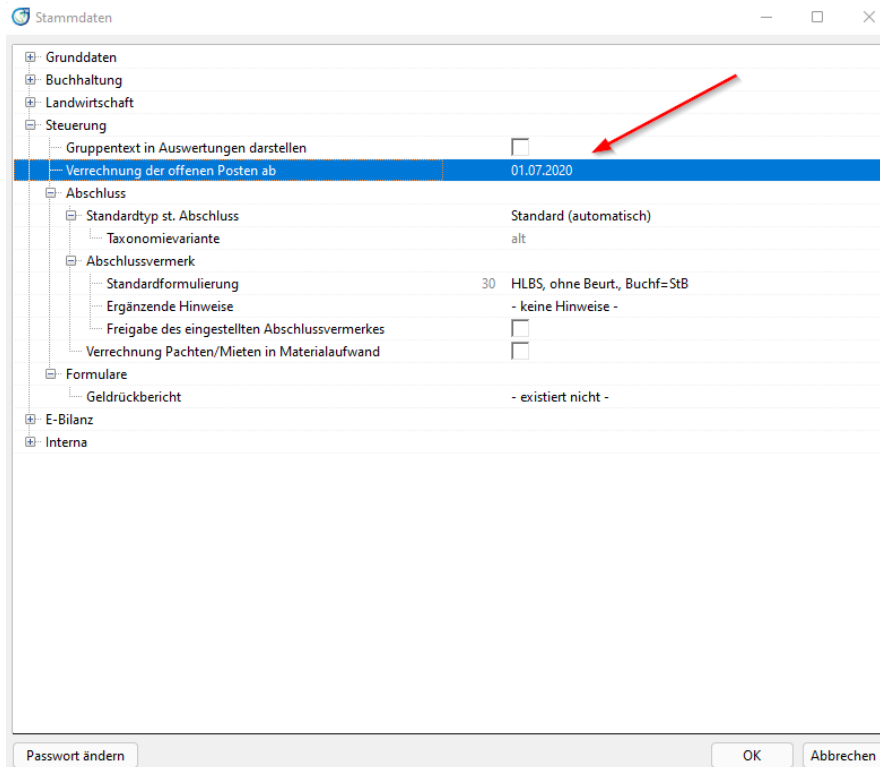 Stammdaten
Grunddaten
Buchhaltung
Landwirtschaft
Steuerung
Gruppentext in Auswertungen darstellen
Verrechnung der offenen Posten ab 01.07.2020
Abschluss
Standardtyp st. Abschluss Standard (automatisch)
Taxonomievariante alt
Abschlussvermerk
Standardformulierung 30 HLBS, ohne Beurt., Buchf=StB
Ergänzende Hinweise - keine Hinweise -
Freigabe des eingestellten Abschlussvermerkes
Verrechnung Pachten/Mieten in Materialaufwand
Formulare
Geldrückbericht - existiert nicht -
E-Bilanz
Interna
Passwort ändern OK Abbrechen